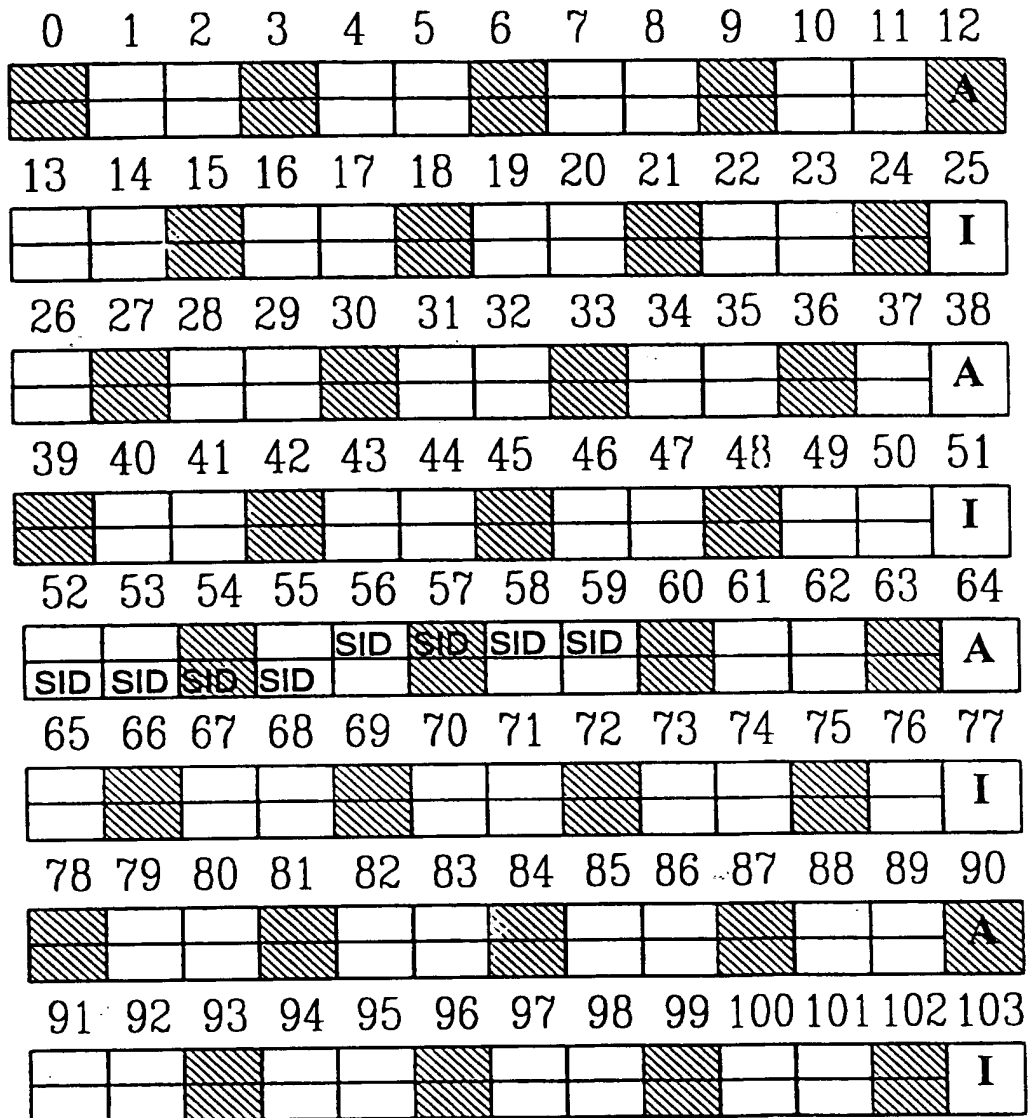 0 1 2 3 4 5 6 7 8 9 10 11 12
A
13 14 15 16 17 18 19 20 21 22 23 24 25
I
26 27 28 29 30 31 32 33 34 35 36 37 38
A
39 40 41 42 43 44 45 46 47 48 49 50 51
I
52 53 54 55 56 57 58 59 60 61 62 63 64
SID SID SID SID A
SID SID SID SID
65 66 67 68 69 70 71 72 73 74 75 76 77
I
78 79 80 81 82 83 84 85 86 87 88 89 90
A
91 92 93 94 95 96 97 98 99 100 101 102 103
I